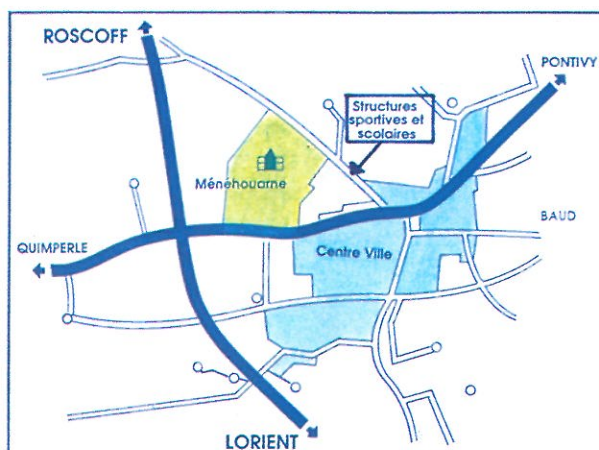 ROSCOFF
PONTIVY
Structures
sportives et
scolaires
Ménéhouarne
BAUD
QUIMPERLE
Centre Ville
LORIENT